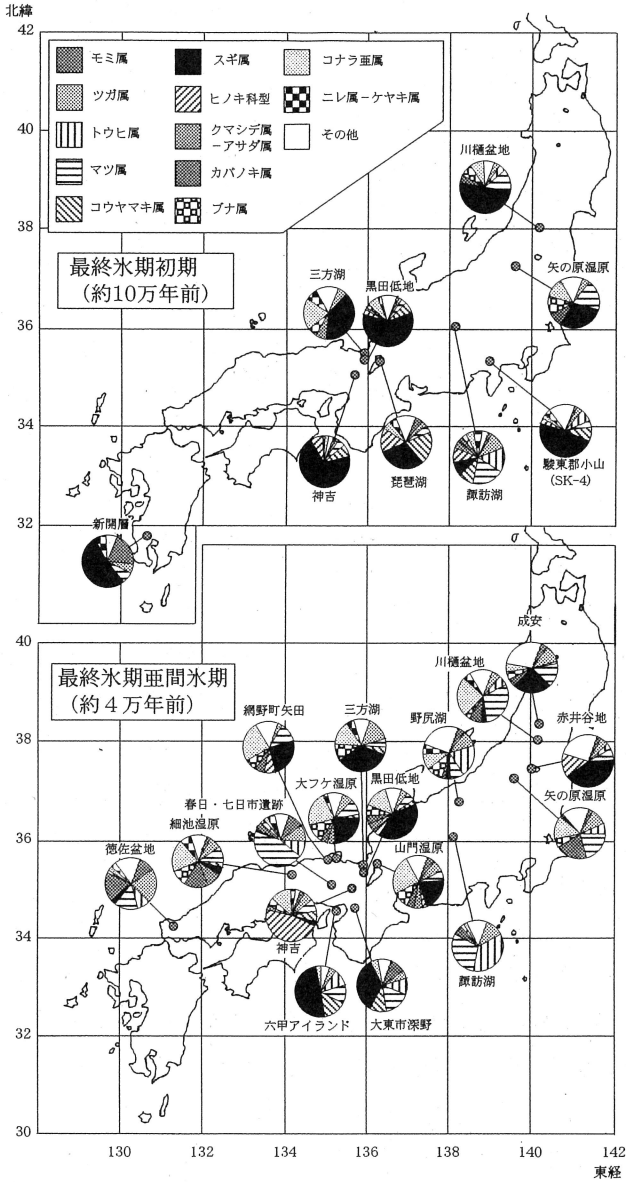 北緯
42
モミ属
スギ属
コナラ亜属
ツガ属
ヒノキ科型
ニレ属－ケヤキ属
トウヒ属
クマシデ属
－アサダ属
その他
マツ属
カバノキ属
コウヤマキ属
ブナ属
40
川樋盆地
38
最終氷期初期
(約10万年前)
三方湖
黒田低地
矢の原湿原
36
34
神吉
琵琶湖
諏訪湖
駿東郡小山
(SK-4)
32
新開層
40
成安
最終氷期亜間氷期
(約４万年前)
川樋盆地
網野町矢田
三方湖
野尻湖
赤井谷地
38
大フケ湿原
黒田低地
矢の原湿原
春日・七日市遺跡
細池湿原
36
徳佐盆地
山門湿原
34
神吉
諏訪湖
六甲アイランド
大東市深野
32
30
130
132
134
136
138
140
142
東経